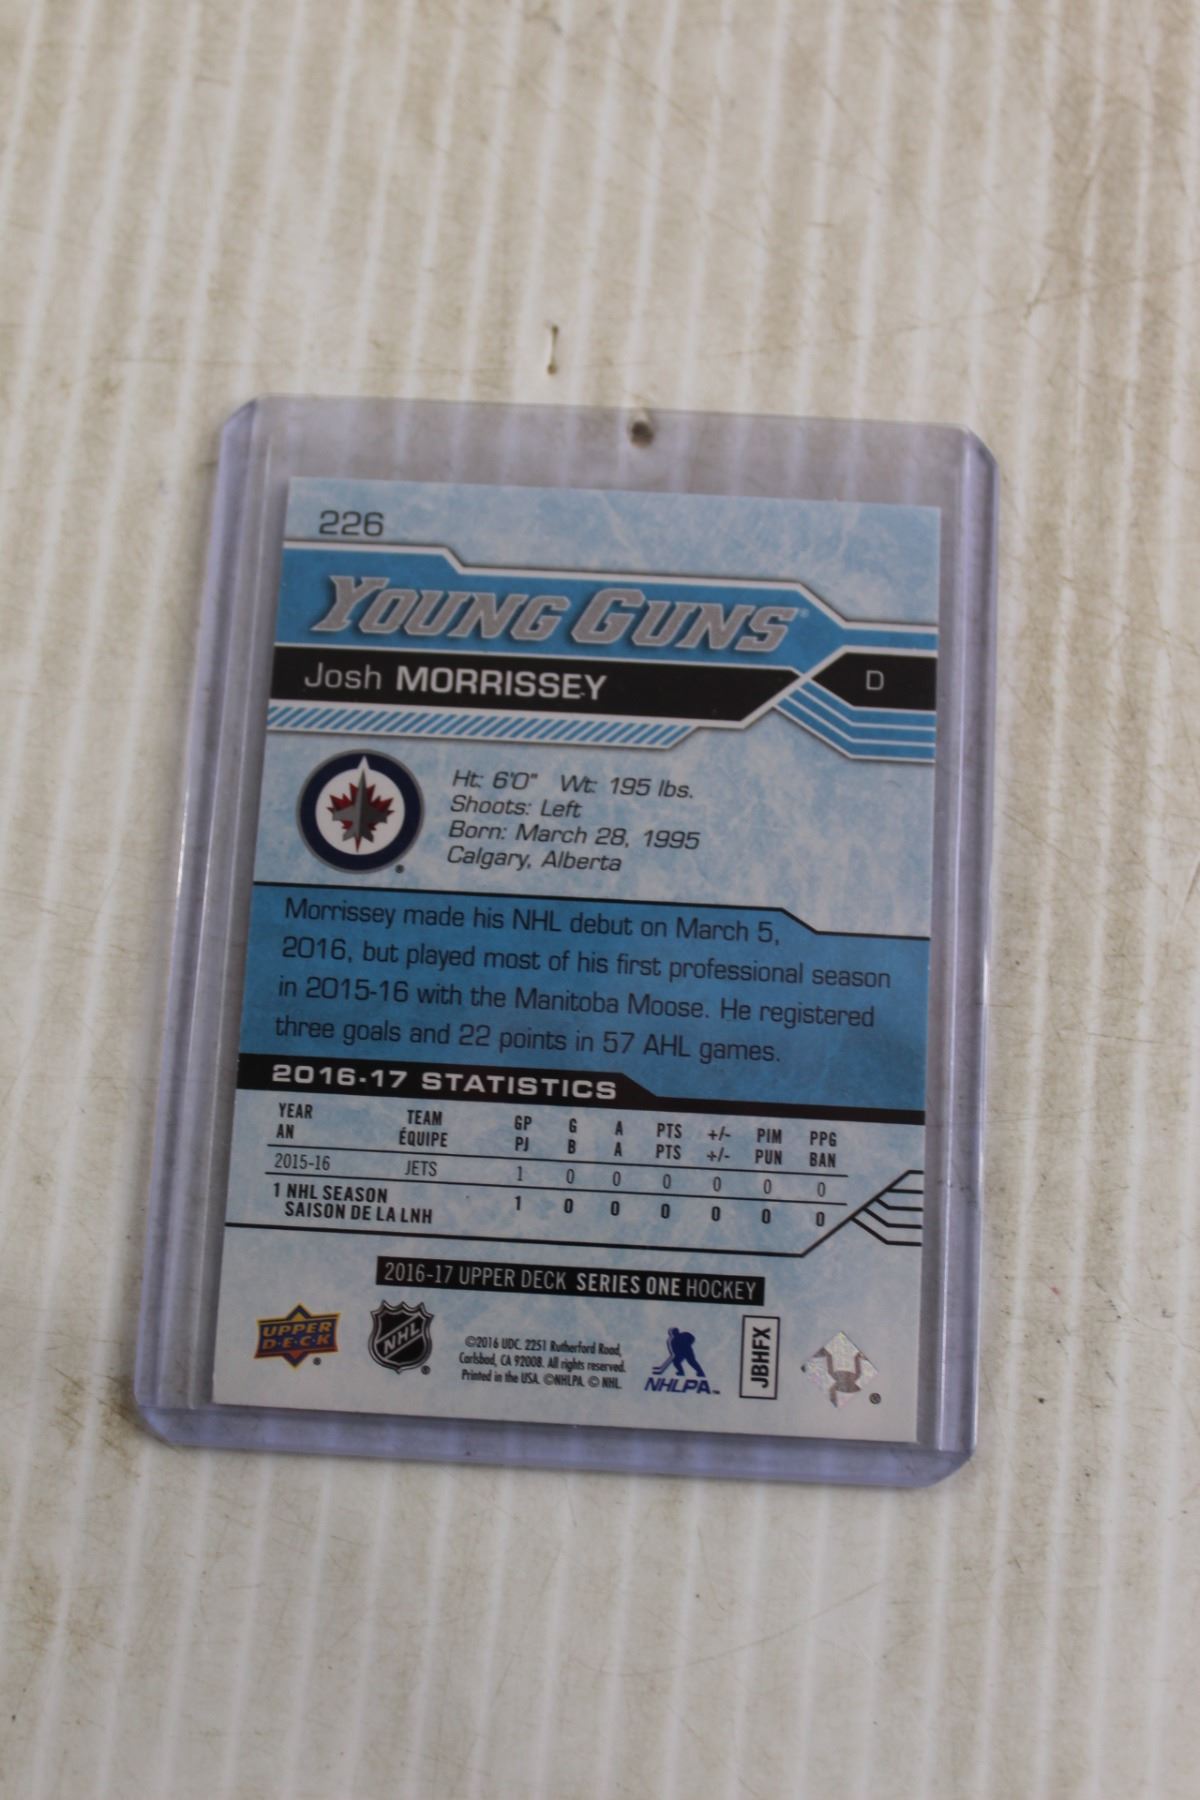 226
YOUNG GUNS®
Josh MORRISSEY D
Ht: 6'0" Wt: 195 lbs.
Shoots: Left
Born: March 28, 1995
Calgary, Alberta
®
Morrissey made his NHL debut on March 5,
2016, but played most of his first professional season
in 2015-16 with the Manitoba Moose. He registered
three goals and 22 points in 57 AHL games.
2016-17 STATISTICS
YEAR TEAM GP G A PTS +/- PIM PPG
AN ÉQUIPE PJ B A PTS +/- PUN BAN
2015-16 JETS 1 0 0 0 0 0 0
1 NHL SEASON
SAISON DE LA LNH 1 0 0 0 0 0 0
2016-17 UPPER DECK SERIES ONE HOCKEY
UPPER
D·E·C·K ®
NHL ®
©2016 UDC. 2251 Rutherford Road,
Carlsbad, CA 92008. All rights reserved.
Printed in the USA. ©NHLPA. © NHL.
NHLPA™
JBHFX
®